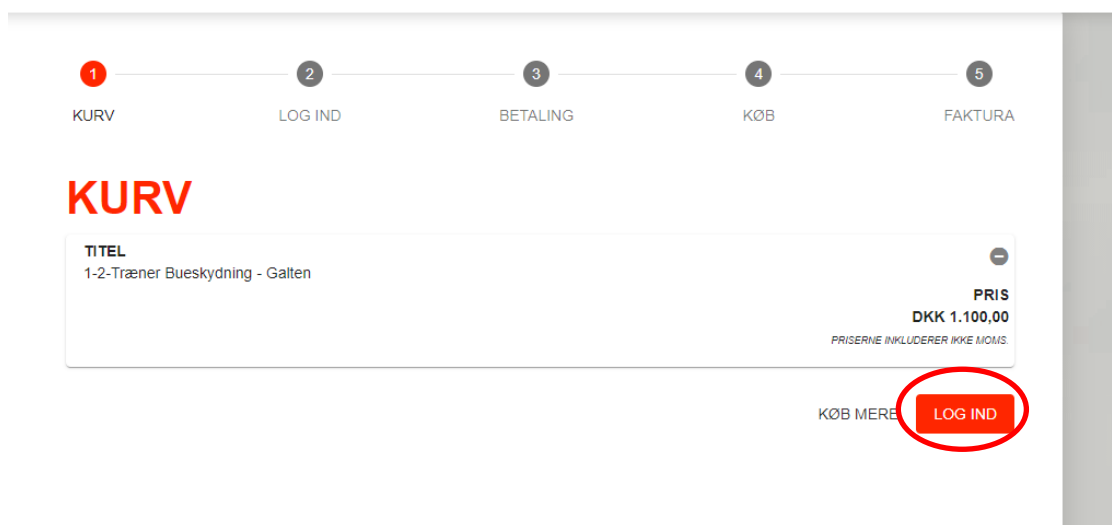 1 2 3 4 5
KURV LOG IND BETALING KØB FAKTURA
KURV
TITEL
1-2-Træner Bueskydning - Galten
PRIS
DKK 1.100,00
PRISERNE INKLUDERER IKKE MOMS.
KØB MERE LOG IND